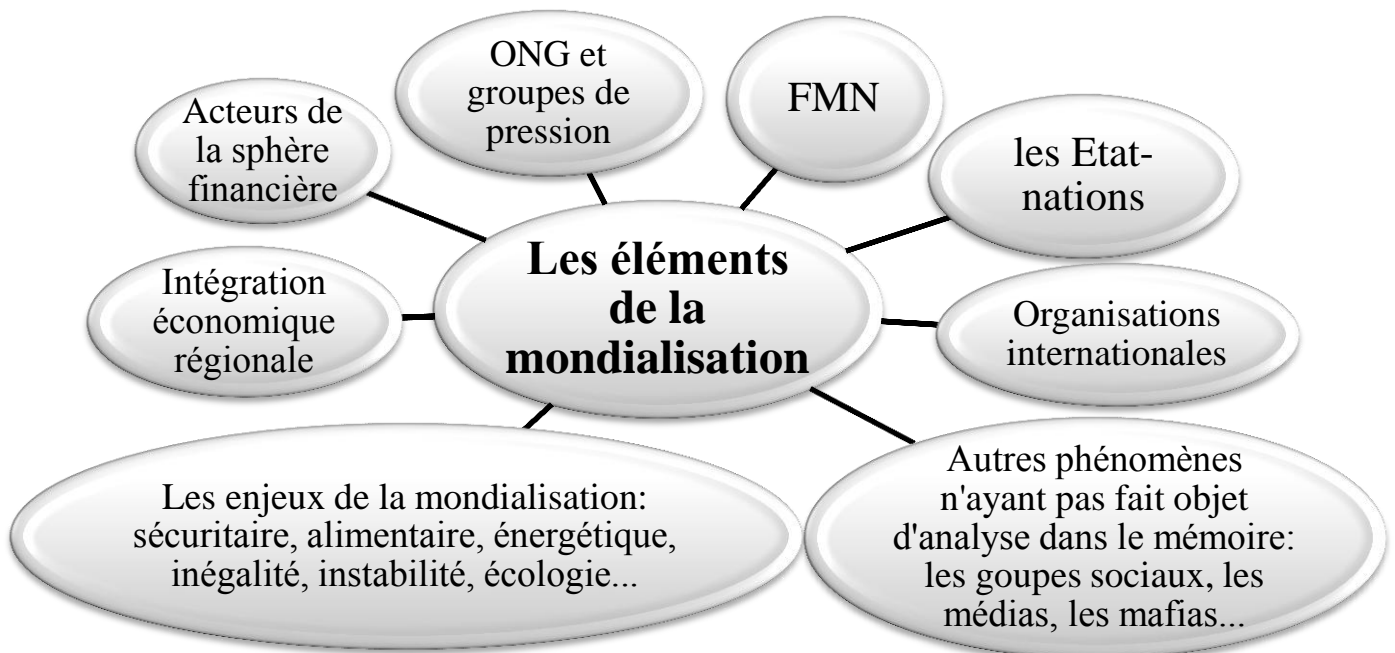 ONG et
groupes de
pression
FMN
Acteurs de
la sphère
financière
les Etat-
nations
Les éléments
de la
mondialisation
Intégration
économique
régionale
Organisations
internationales
Les enjeux de la mondialisation:
sécuritaire, alimentaire, énergétique,
inégalité, instabilité, écologie...
Autres phénomènes
n'ayant pas fait objet
d'analyse dans le mémoire:
les goupes sociaux, les
médias, les mafias...